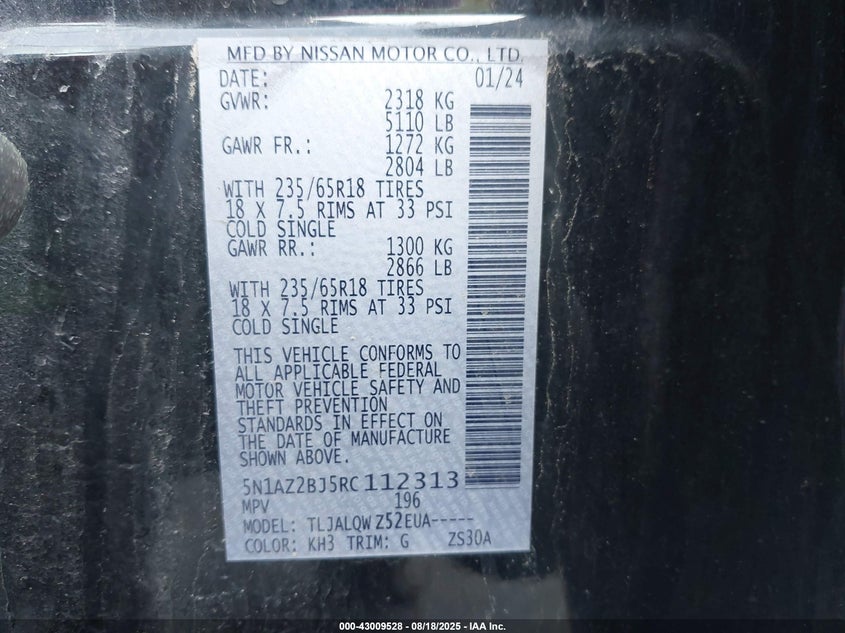 MFD BY NISSAN MOTOR CO., LTD.
DATE: 01/24
GVWR: 2318 KG
5110 LB
GAWR FR.: 1272 KG
2804 LB
WITH 235/65R18 TIRES
18 X 7.5 RIMS AT 33 PSI
COLD SINGLE
GAWR RR.: 1300 KG
2866 LB
WITH 235/65R18 TIRES
18 X 7.5 RIMS AT 33 PSI
COLD SINGLE
THIS VEHICLE CONFORMS TO
ALL APPLICABLE FEDERAL
MOTOR VEHICLE SAFETY AND
THEFT PREVENTION
STANDARDS IN EFFECT ON
THE DATE OF MANUFACTURE
SHOWN ABOVE.
5N1AZ2BJ5RC112313
MPV 196
MODEL: TLJALQW Z52EUA-----
COLOR: KH3 TRIM: G ZS30A
000-43009528 - 08/18/2025 - IAA Inc.